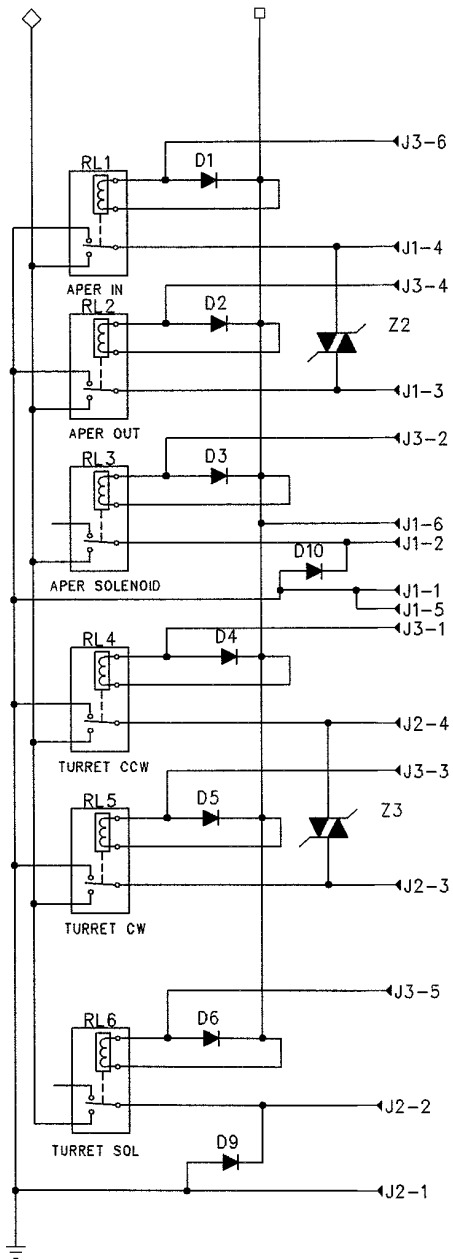 J3-6
RL1
D1
J1-4
APER IN
J3-4
RL2
D2
Z2
J1-3
APER OUT
J3-2
RL3
D3
J1-6
J1-2
D10
APER SOLENOID
J1-1
J1-5
J3-1
RL4
D4
J2-4
TURRET CCW
J3-3
RL5
D5
Z3
J2-3
TURRET CW
J3-5
RL6
D6
J2-2
TURRET SOL
D9
J2-1